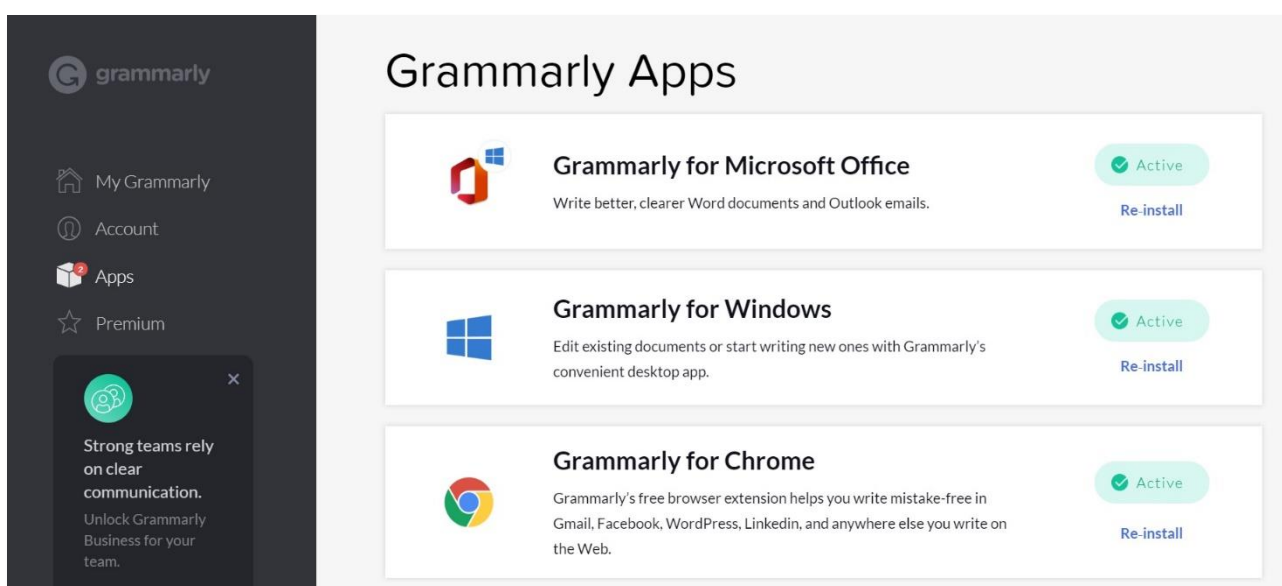 grammarly
My Grammarly
Account
2
Apps
Premium
Strong teams rely
on clear
communication.
Unlock Grammarly
Business for your
team.
Grammarly Apps
Grammarly for Microsoft Office
Write better, clearer Word documents and Outlook emails.
Active
Re-install
Grammarly for Windows
Edit existing documents or start writing new ones with Grammarly's
convenient desktop app.
Active
Re-install
Grammarly for Chrome
Grammarly's free browser extension helps you write mistake-free in
Gmail, Facebook, WordPress, Linkedin, and anywhere else you write on
the Web.
Active
Re-install